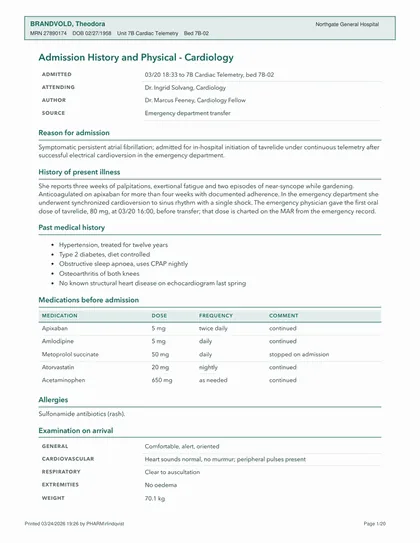 BRANDVOLD, Theodora
Northgate General Hospital
MRN 27880174 DOB 02/27/1958 Unit 7B Cardiac Telemetry Bed 7B-02
Admission History and Physical - Cardiology
ADMITTED 03/20 18:33 to 7B Cardiac Telemetry, bed 7B-02
ATTENDING Dr. Ingrid Solvang, Cardiology
AUTHOR Dr. Marcus Feeney, Cardiology Fellow
SOURCE Emergency department transfer
Reason for admission
Symptomatic persistent atrial fibrillation; admitted for in-hospital initiation of tavrelide under continuous telemetry after
successful electrical cardioversion in the emergency department.
History of present illness
She reports three weeks of palpitations, exertional fatigue and two episodes of near-syncope while gardening.
Anticoagulated on apixaban for more than four weeks with documented adherence. In the emergency department she
underwent synchronized cardioversion to sinus rhythm with a single shock. The emergency physician gave the first oral
dose of tavrelide, 80 mg, at 03/20 16:00, before transfer; that dose is charted on the MAR from the emergency record.
Past medical history
• Hypertension, treated for twelve years
• Type 2 diabetes, diet controlled
• Obstructive sleep apnoea, uses CPAP nightly
• Osteoarthritis of both knees
• No known structural heart disease on echocardiogram last spring
Medications before admission
MEDICATION DOSE FREQUENCY COMMENT
Apixaban 5 mg twice daily continued
Amlodipine 5 mg daily continued
Metoprolol succinate 50 mg daily stopped on admission
Atorvastatin 20 mg nightly continued
Acetaminophen 650 mg as needed continued
Allergies
Sulfonamide antibiotics (rash).
Examination on arrival
GENERAL Comfortable, alert, oriented
CARDIOVASCULAR Heart sounds normal, no murmur; peripheral pulses present
RESPIRATORY Clear to auscultation
EXTREMITIES No oedema
WEIGHT 70.1 kg
Printed 03/24/2026 19:26 by PHARM\rlindqvist
Page 1/26